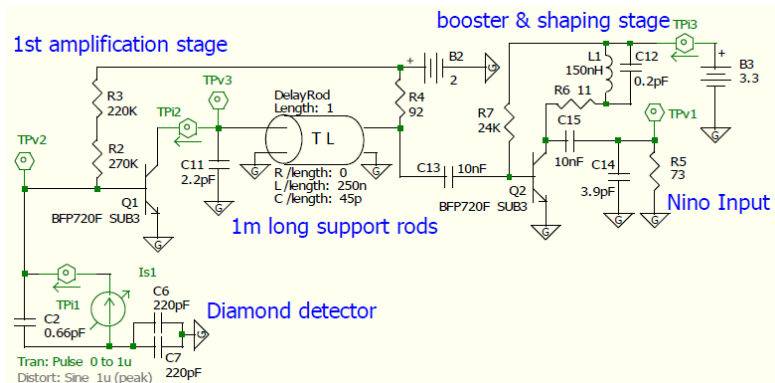 booster & shaping stage
1st amplification stage
B2
2
TPi3
L1
150nH
C12
0.2pF
B3
3.3
TPv3
DelayRod
Length: 1
R3
220K
TPi2
R4
92
R7
24K
R6 11
TPv1
C15
TL
TPv2
R2
270K
C11
2.2pF
C13
10nF
10nF
C14
3.9pF
R5
73
R /length: 0
L /length: 250n
C /length: 45p
Q1
BFP720F SUB3
Q2
BFP720F SUB3
Nino Input
1m long support rods
G
G
G
G
G
G
G
G
G
Is1
TPi1
C6
220pF
Diamond detector
C2
0.66pF
C7
220pF
Tran: Pulse 0 to 1u
Distort: Sine 1u (peak)